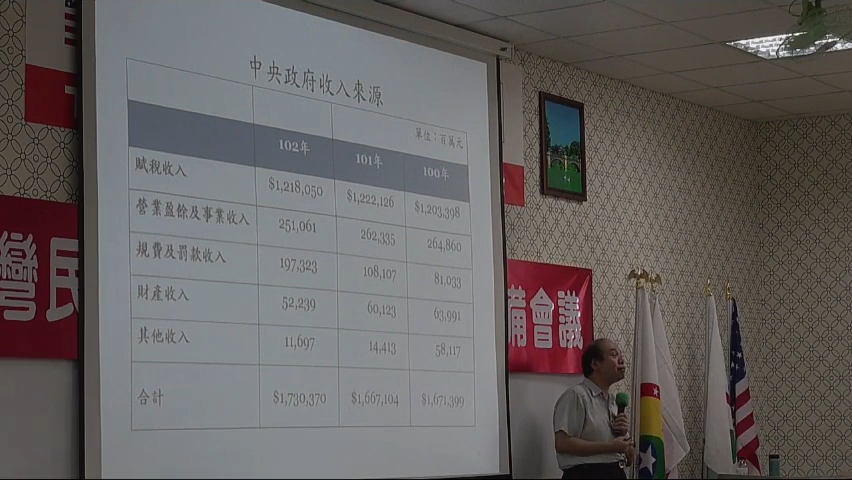 中央政府收入來源
單位：百萬元
102年 101年 100年
賦稅收入 $1,218,050 $1,222,126 $1,203,398
營業盈餘及事業收入 251,061 262,335 264,860
規費及罰款收入 197,323 108,107 81,033
財產收入 52,239 60,123 63,991
其他收入 11,697 14,413 58,117
合計 $1,730,370 $1,667,104 $1,671,399
灣民
備會議